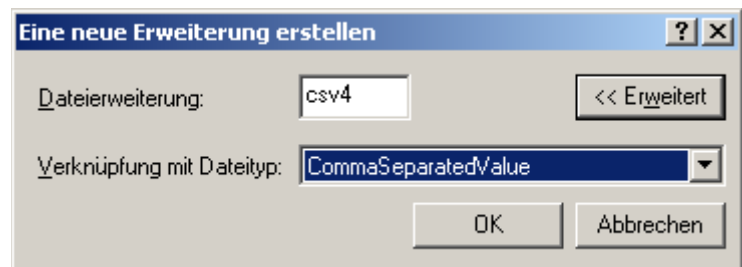 Eine neue Erweiterung erstellen
Dateierweiterung: csv4 << Erweitert
Verknüpfung mit Dateityp: CommaSeparatedValue
OK Abbrechen